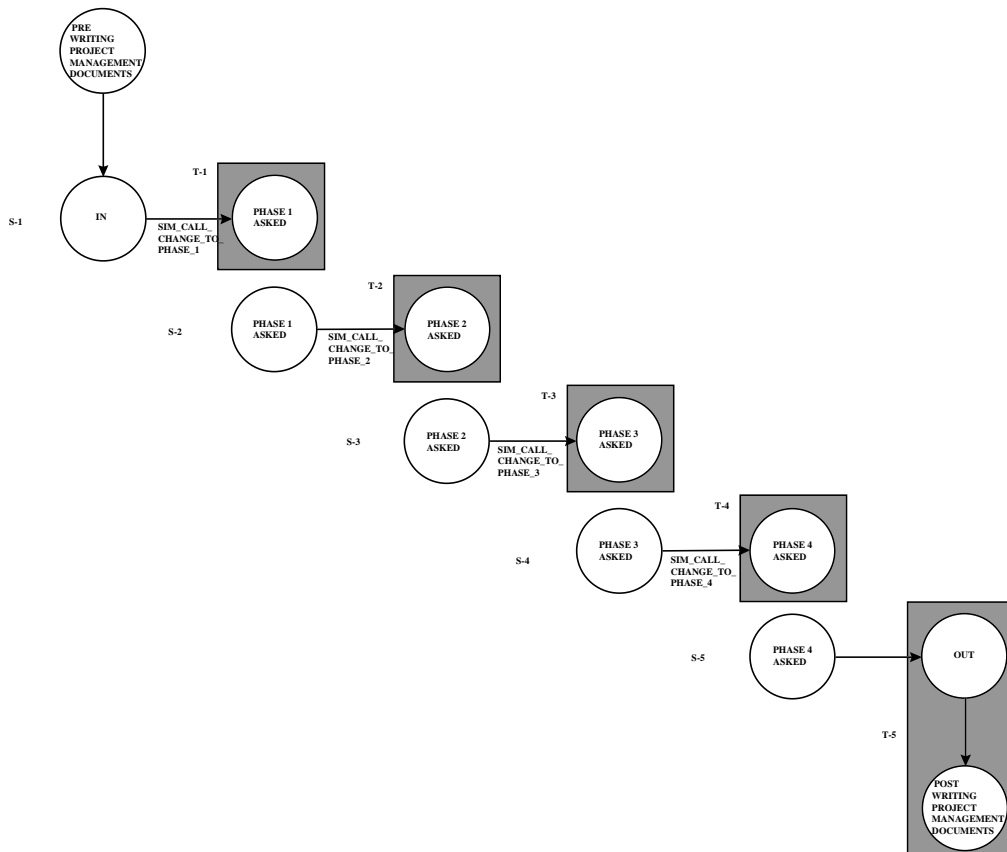 PRE
WRITING
PROJECT
MANAGEMENT
DOCUMENTS
T-1
S-1
IN
PHASE 1
ASKED
SIM_CALL_
CHANGE_TO_
PHASE_1
T-2
S-2
PHASE 1
ASKED
PHASE 2
ASKED
SIM_CALL_
CHANGE_TO_
PHASE_2
T-3
S-3
PHASE 2
ASKED
PHASE 3
ASKED
SIM_CALL_
CHANGE_TO_
PHASE_3
T-4
S-4
PHASE 3
ASKED
PHASE 4
ASKED
SIM_CALL_
CHANGE_TO_
PHASE_4
S-5
PHASE 4
ASKED
OUT
T-5
POST
WRITING
PROJECT
MANAGEMENT
DOCUMENTS